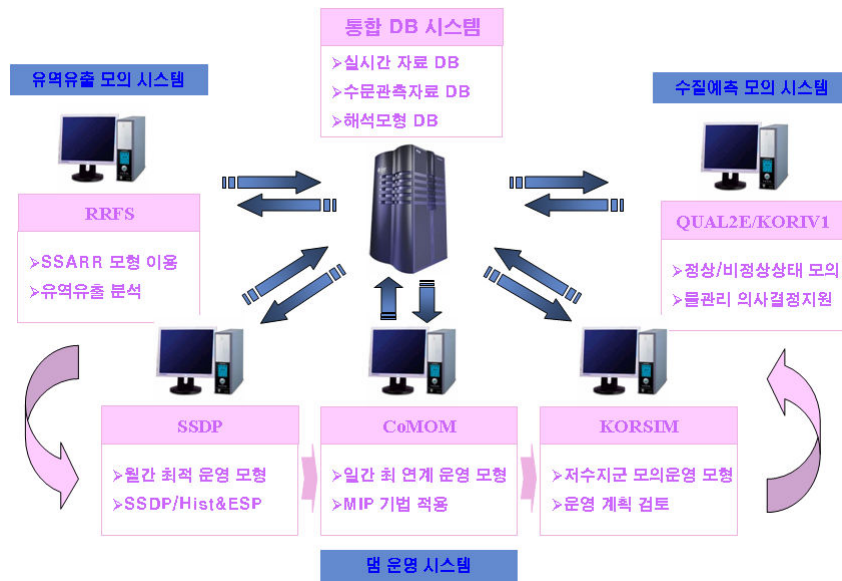 통합 DB 시스템
➢실시간 자료 DB
➢수문관측자료 DB
➢해석모형 DB
유역유출 모의 시스템
수질예측 모의 시스템
RRFS
➢SSARR 모형 이용
➢유역유출 분석
QUAL2E/KORIV1
➢정상/비정상상태 모의
➢물관리 의사결정지원
SSDP
➢월간 최적 운영 모형
➢SSDP/Hist&ESP
CoMOM
➢일간 최 연계 운영 모형
➢MIP 기법 적용
KORSIM
➢저수지군 모의운영 모형
➢운영 계획 검토
댐 운영 시스템